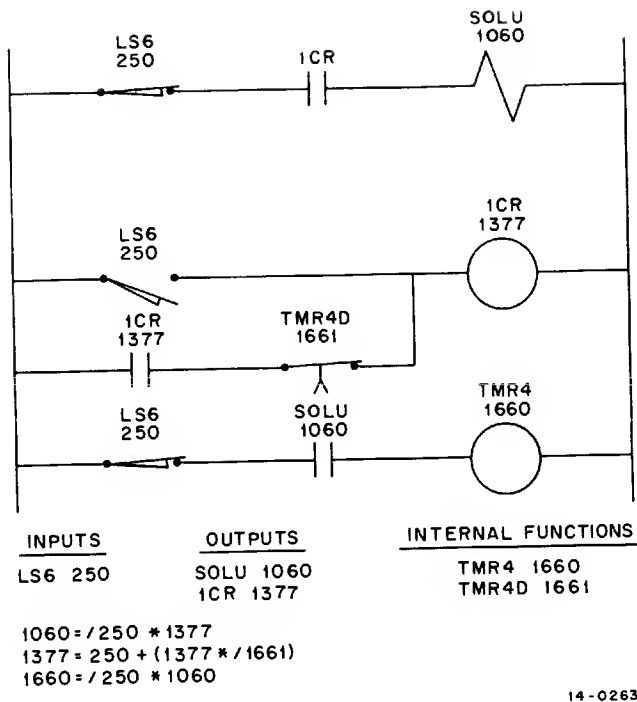 SOLU
1060
LS6
250
1CR
1CR
1377
LS6
250
1CR
1377
TMR4D
1661
LS6
250
SOLU
1060
TMR4
1660
INPUTS
LS6 250
OUTPUTS
SOLU 1060
1CR 1377
INTERNAL FUNCTIONS
TMR4 1660
TMR4D 1661
1060=/250 *1377
1377=250+(1377*/1661)
1660=/250 *1060
14-0263